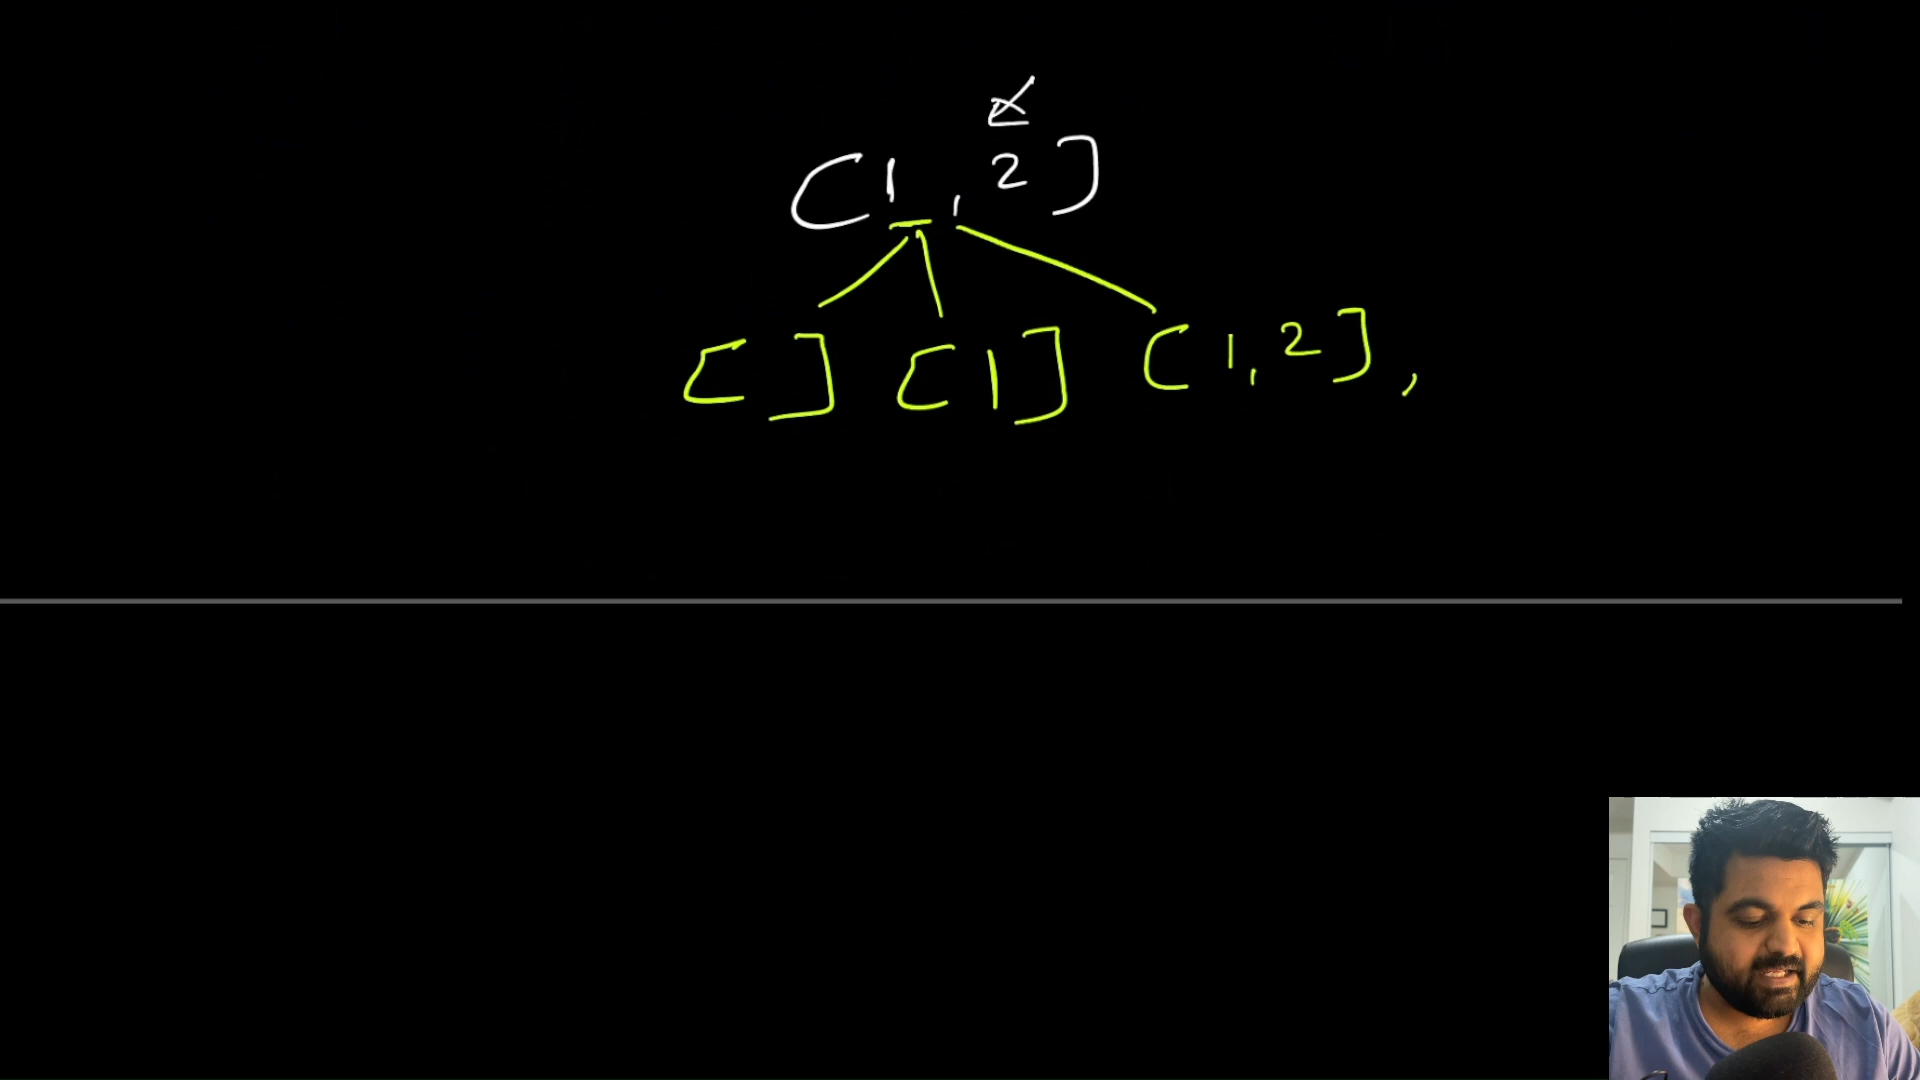 [1, 2]
[ ] [1] [1, 2],